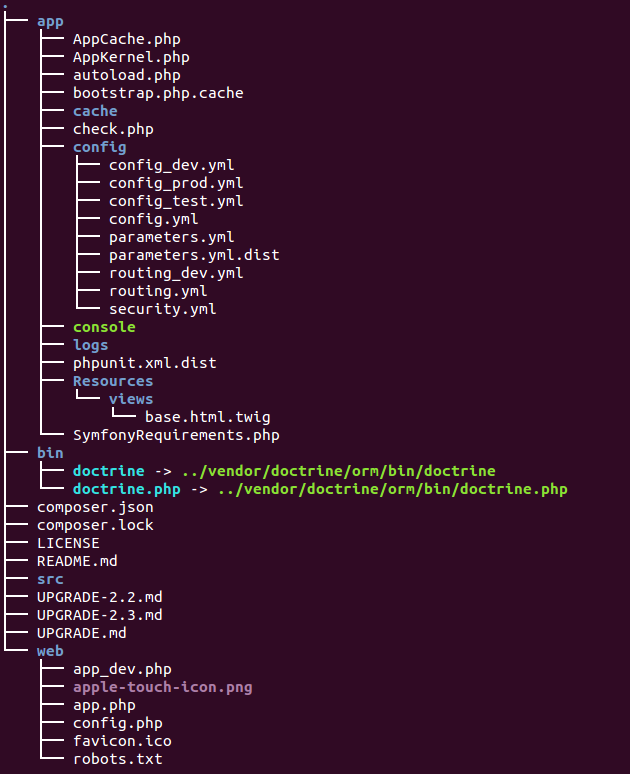 .
├── app
│   ├── AppCache.php
│   ├── AppKernel.php
│   ├── autoload.php
│   ├── bootstrap.php.cache
│   ├── cache
│   ├── check.php
│   ├── config
│   │   ├── config_dev.yml
│   │   ├── config_prod.yml
│   │   ├── config_test.yml
│   │   ├── config.yml
│   │   ├── parameters.yml
│   │   ├── parameters.yml.dist
│   │   ├── routing_dev.yml
│   │   ├── routing.yml
│   │   └── security.yml
│   ├── console
│   ├── logs
│   ├── phpunit.xml.dist
│   ├── Resources
│   │   └── views
│   │       └── base.html.twig
│   └── SymfonyRequirements.php
├── bin
│   ├── doctrine -> ../vendor/doctrine/orm/bin/doctrine
│   └── doctrine.php -> ../vendor/doctrine/orm/bin/doctrine.php
├── composer.json
├── composer.lock
├── LICENSE
├── README.md
├── src
├── UPGRADE-2.2.md
├── UPGRADE-2.3.md
├── UPGRADE.md
└── web
    ├── app_dev.php
    ├── apple-touch-icon.png
    ├── app.php
    ├── config.php
    ├── favicon.ico
    └── robots.txt